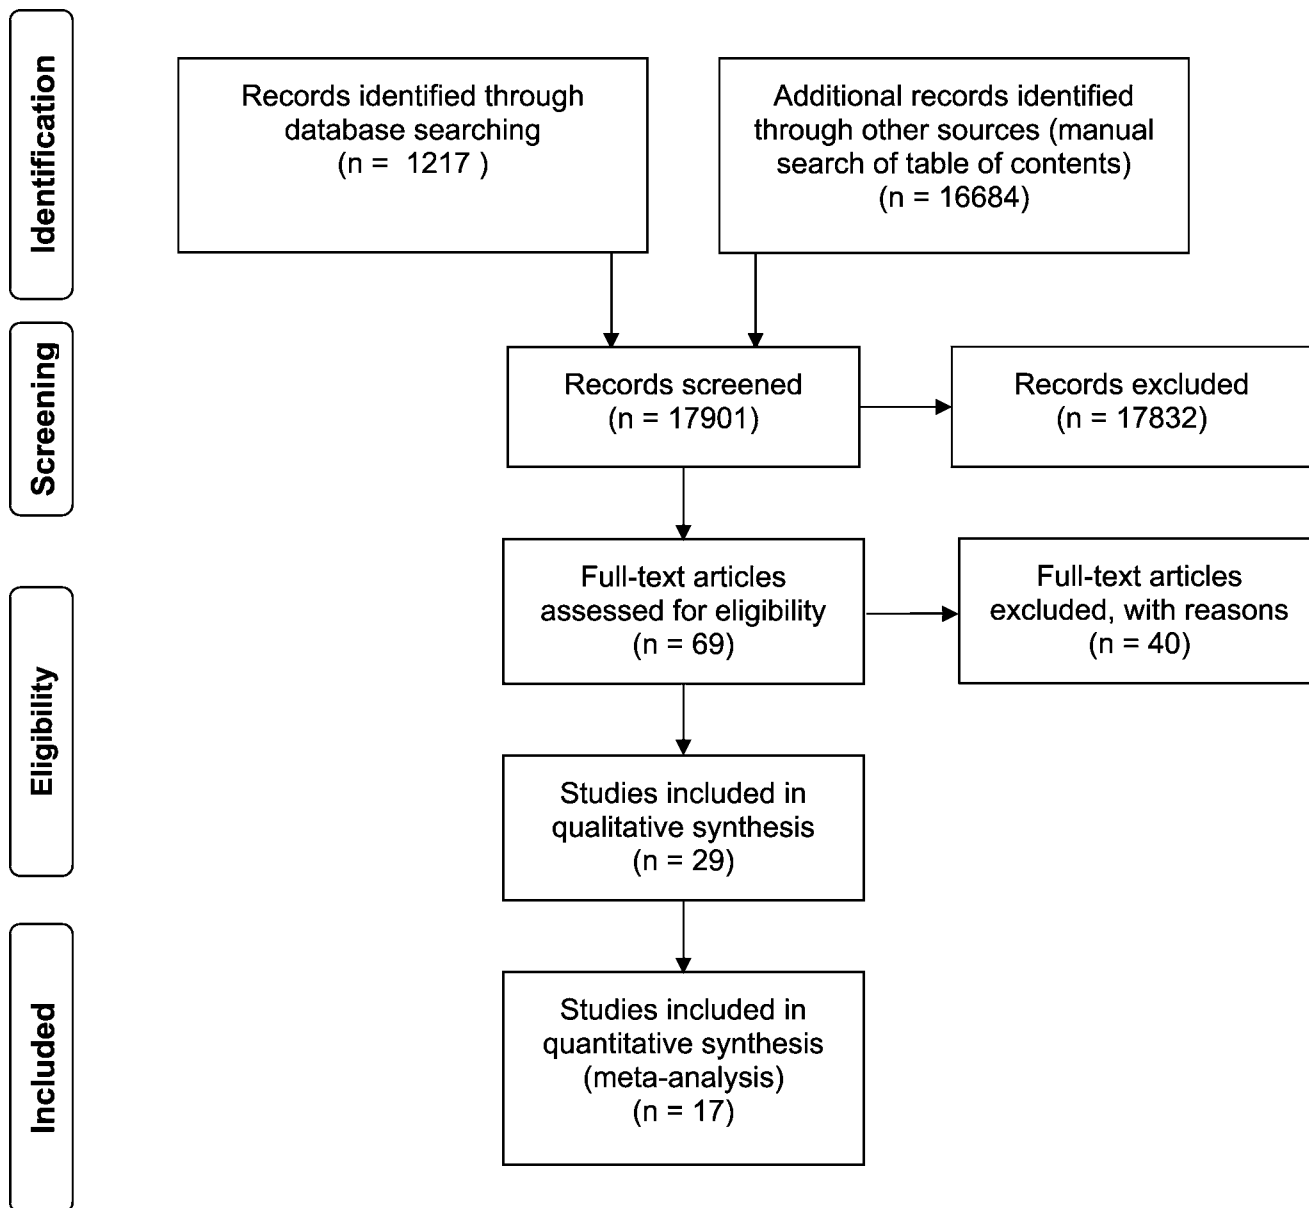 Identification
Records identified through
database searching
(n =  1217 )
Additional records identified
through other sources (manual
search of table of contents)
(n = 16684)
Screening
Records screened
(n = 17901)
Records excluded
(n = 17832)
Eligibility
Full-text articles
assessed for eligibility
(n = 69)
Full-text articles
excluded, with reasons
(n = 40)
Studies included in
qualitative synthesis
(n = 29)
Included
Studies included in
quantitative synthesis
(meta-analysis)
(n = 17)